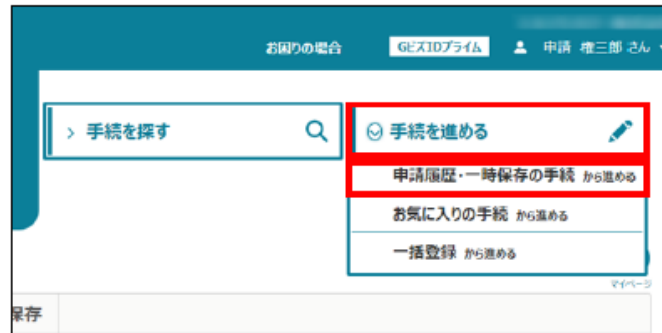 お困りの場合
GビズIDプライム
申請 権三郎 さん
手続を探す
手続を進める
申請履歴・一時保存の手続 から進める
お気に入りの手続 から進める
一括登録 から進める
マイページ
保存